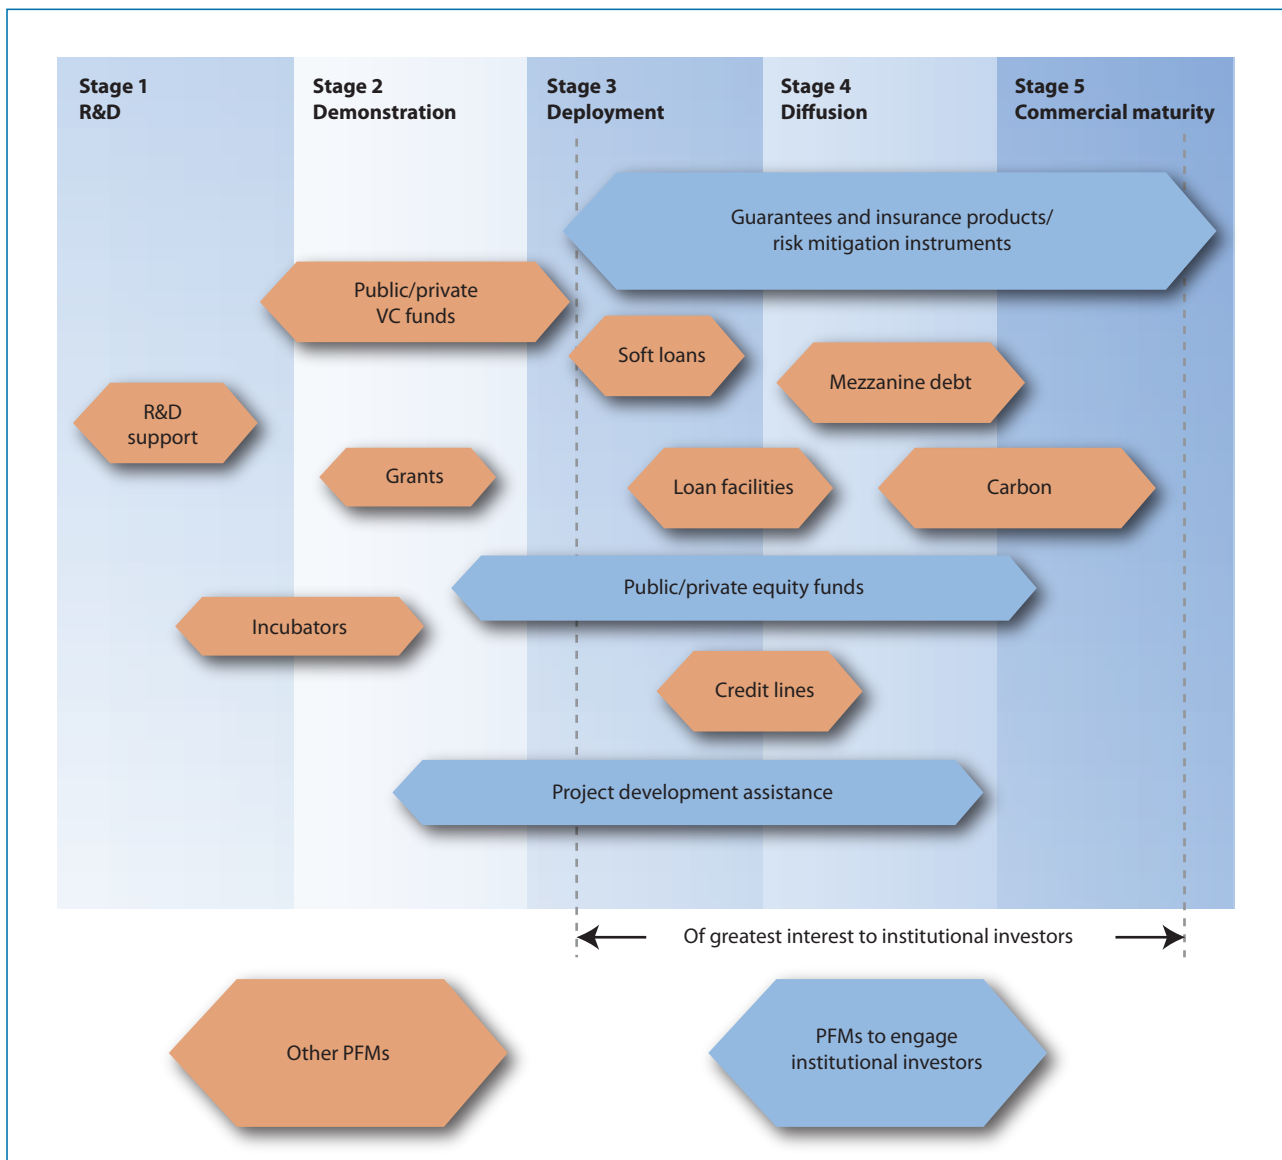 Stage 1
R&D
Stage 2
Demonstration
Stage 3
Deployment
Stage 4
Diffusion
Stage 5
Commercial maturity
Guarantees and insurance products/
risk mitigation instruments
Public/private
VC funds
Soft loans
Mezzanine debt
R&D
support
Grants
Loan facilities
Carbon
Public/private equity funds
Incubators
Credit lines
Project development assistance
Of greatest interest to institutional investors
Other PFMs
PFMs to engage
institutional investors